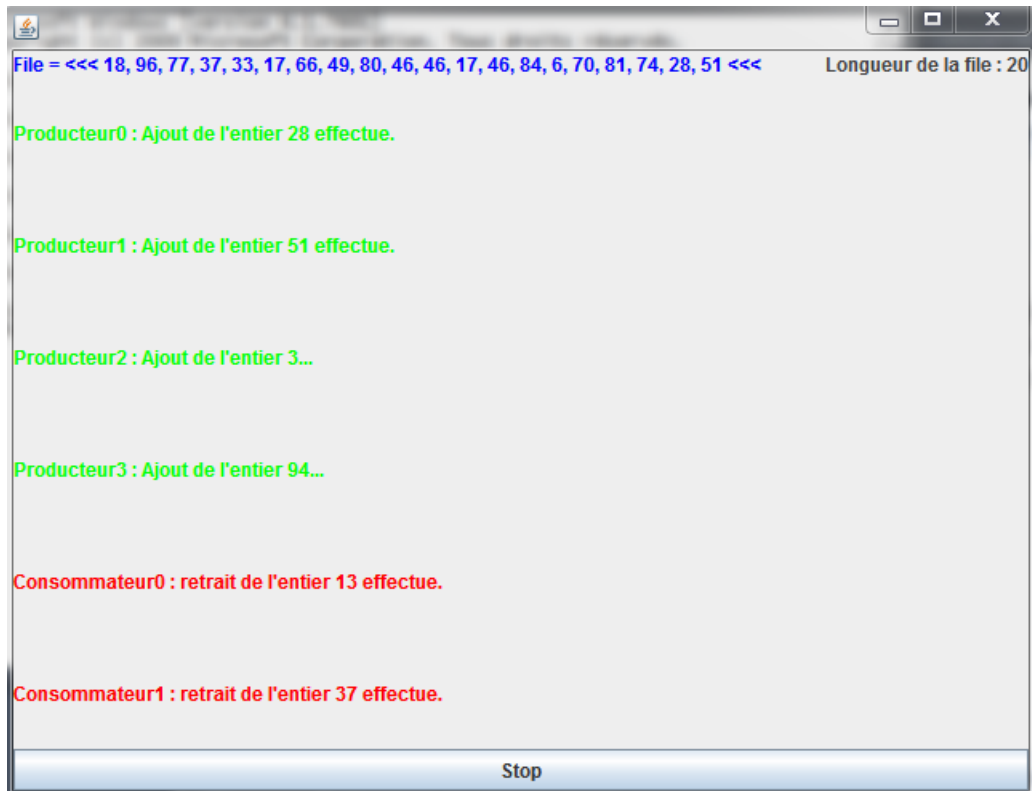 X
File = <<< 18, 96, 77, 37, 33, 17, 66, 49, 80, 46, 46, 17, 46, 84, 6, 70, 81, 74, 28, 51 <<< Longueur de la file : 20
Producteur0 : Ajout de l'entier 28 effectue.
Producteur1 : Ajout de l'entier 51 effectue.
Producteur2 : Ajout de l'entier 3...
Producteur3 : Ajout de l'entier 94...
Consommateur0 : retrait de l'entier 13 effectue.
Consommateur1 : retrait de l'entier 37 effectue.
Stop